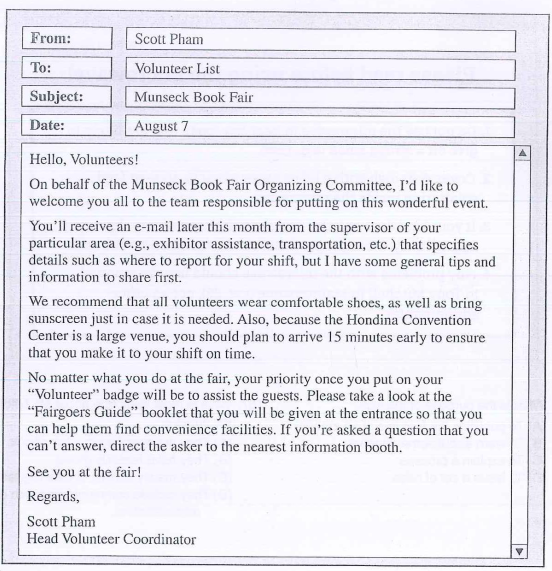 From: Scott Pham
To: Volunteer List
Subject: Munseck Book Fair
Date: August 7
Hello, Volunteers!
On behalf of the Munseck Book Fair Organizing Committee, I'd like to
welcome you all to the team responsible for putting on this wonderful event.
You'll receive an e-mail later this month from the supervisor of your
particular area (e.g., exhibitor assistance, transportation, etc.) that specifies
details such as where to report for your shift, but I have some general tips and
information to share first.
We recommend that all volunteers wear comfortable shoes, as well as bring
sunscreen just in case it is needed. Also, because the Hondina Convention
Center is a large venue, you should plan to arrive 15 minutes early to ensure
that you make it to your shift on time.
No matter what you do at the fair, your priority once you put on your
“Volunteer” badge will be to assist the guests. Please take a look at the
“Fairgoers Guide” booklet that you will be given at the entrance so that you
can help them find convenience facilities. If you're asked a question that you
can't answer, direct the asker to the nearest information booth.
See you at the fair!
Regards,
Scott Pham
Head Volunteer Coordinator